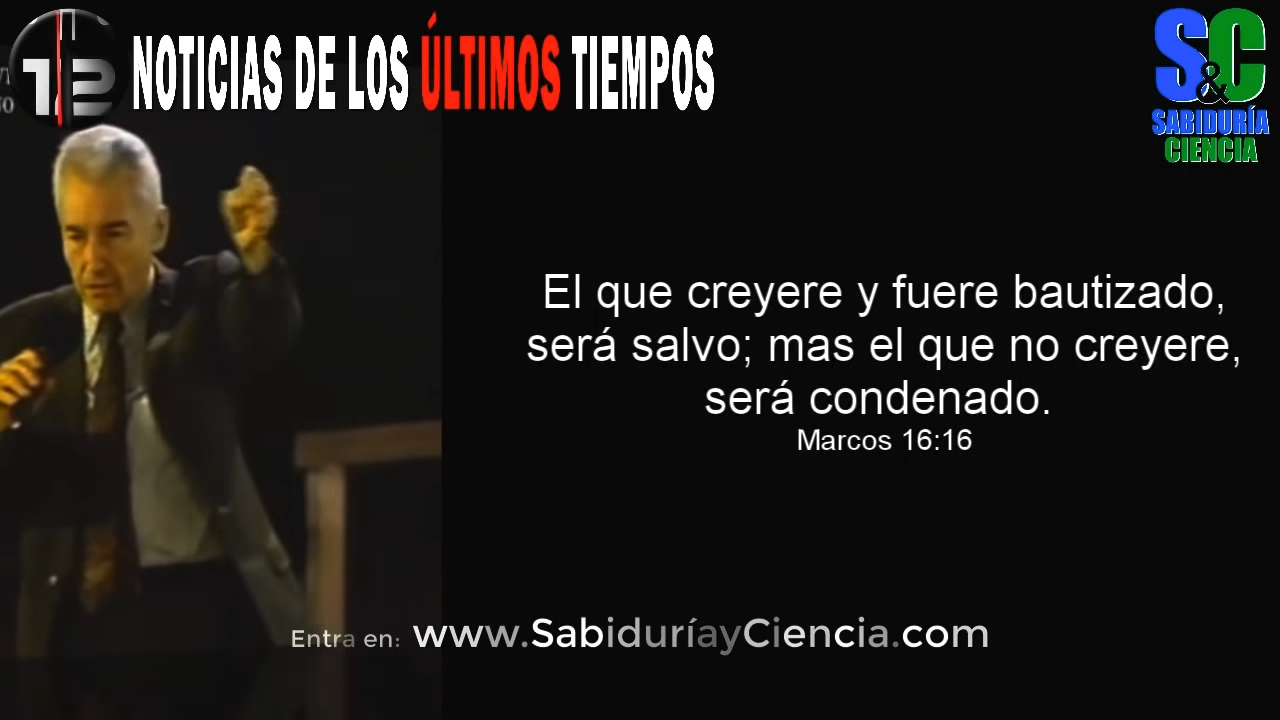 12 NOTICIAS DE LOS ÚLTIMOS TIEMPOS
S&C
SABIDURÍA
CIENCIA
El que creyere y fuere bautizado,
será salvo; mas el que no creyere,
será condenado.
Marcos 16:16
Entra en: www.SabiduríayCiencia.com